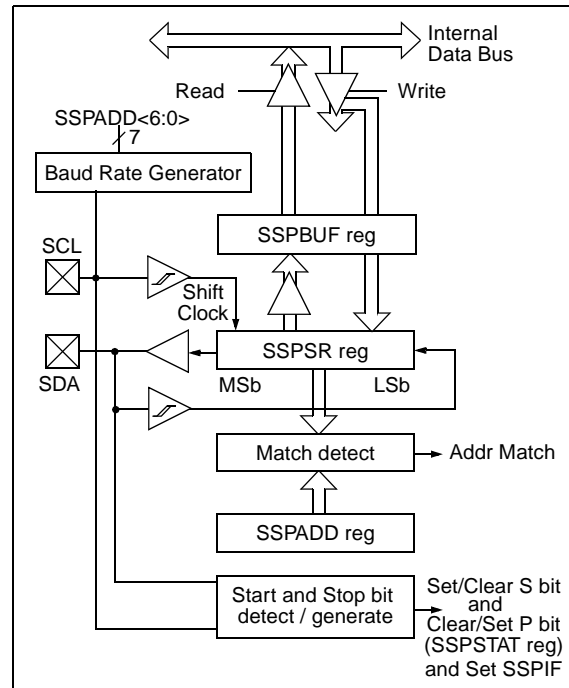 Internal
Data Bus
Read
Write
SSPADD<6:0>
7
Baud Rate Generator
SSPBUF reg
SCL
Shift
Clock
SSPSR reg
SDA
MSb
LSb
Match detect
Addr Match
SSPADD reg
Start and Stop bit
detect / generate
Set/Clear S bit
and
Clear/Set P bit
(SSPSTAT reg)
and Set SSPIF